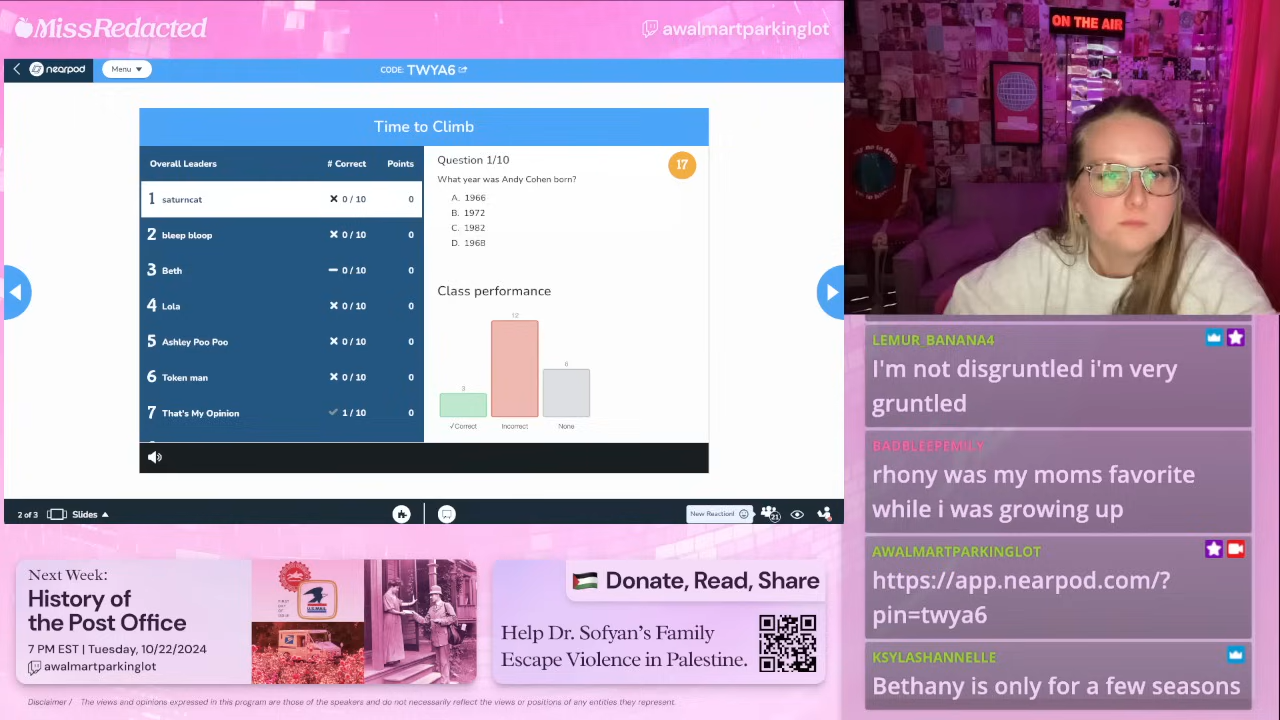 MissRedacted
awalmartparkinglot
ON THE AIR
nearpod
Menu
CODE: TWYA6
Time to Climb
Overall Leaders # Correct Points
1 saturncat 0 / 10 0
2 bleep bloop 0 / 10 0
3 Beth 0 / 10 0
4 Lola 0 / 10 0
5 Ashley Poo Poo 0 / 10 0
6 Token man 0 / 10 0
7 That's My Opinion 1 / 10 0
Question 1/10
17
What year was Andy Cohen born?
A. 1966
B. 1972
C. 1982
D. 1968
Class performance
3
12
8
√Correct Incorrect None
2 of 3 Slides
New Reaction!
21
LEMUR BANANA4
I'm not disgruntled i'm very
gruntled
BADBLEEPEMILY
rhony was my moms favorite
while i was growing up
AWALMARTPARKINGLOT
https://app.nearpod.com/?
pin=twya6
KSYLASHANNELLE
Bethany is only for a few seasons
Next Week:
History of
the Post Office
7 PM EST | Tuesday, 10/22/2024
awalmartparkinglot
U.S.MAIL
Donate, Read, Share
Help Dr. Sofyan's Family
Escape Violence in Palestine.
Disclaimer / The views and opinions expressed in this program are those of the speakers and do not necessarily reflect the views or positions of any entities they represent.